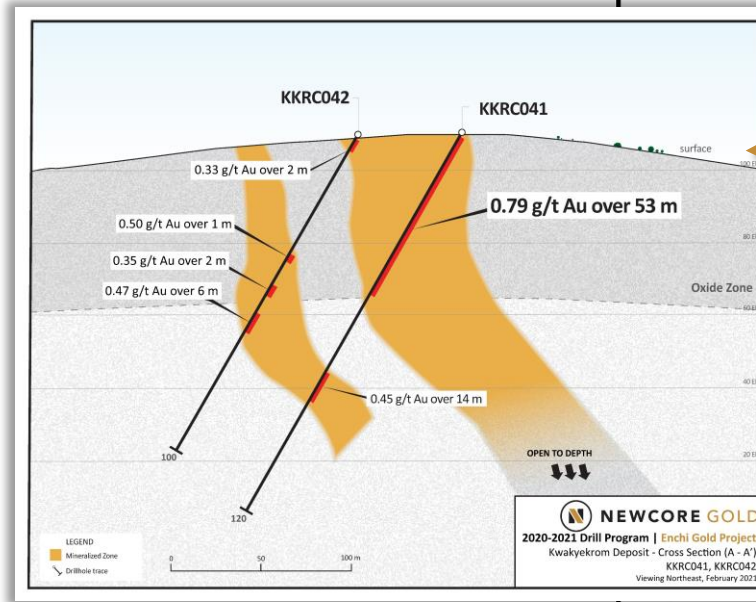 KKRC042
KKRC041
surface
0.33 g/t Au over 2 m
0.79 g/t Au over 53 m
0.50 g/t Au over 1 m
0.35 g/t Au over 2 m
0.47 g/t Au over 6 m
Oxide Zone
0.45 g/t Au over 14 m
100
120
OPEN TO DEPTH
LEGEND
Mineralized Zone
Drillhole trace
0 50 100 m
N NEWCORE GOLD
2020-2021 Drill Program | Enchi Gold Project
Kwakyekrom Deposit - Cross Section (A - A')
KKRC041, KKRC042
Viewing Northeast, February 2021